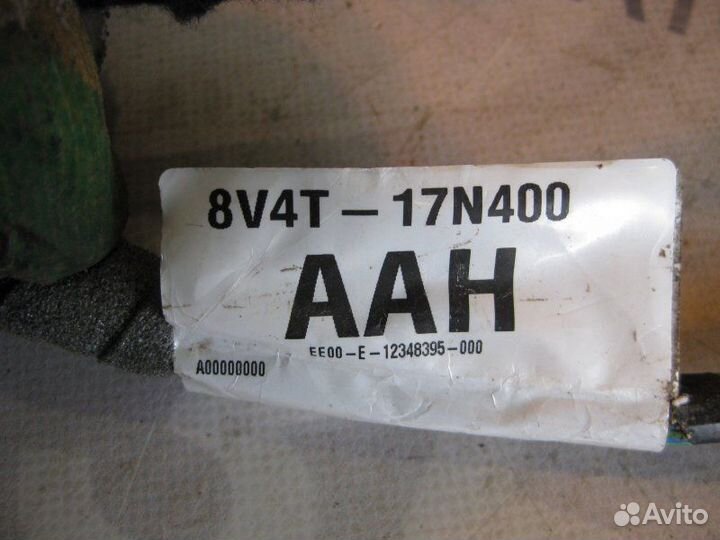 8V4T – 17N400
AAH
EE00-E-12348395-000
A00000000
Avito